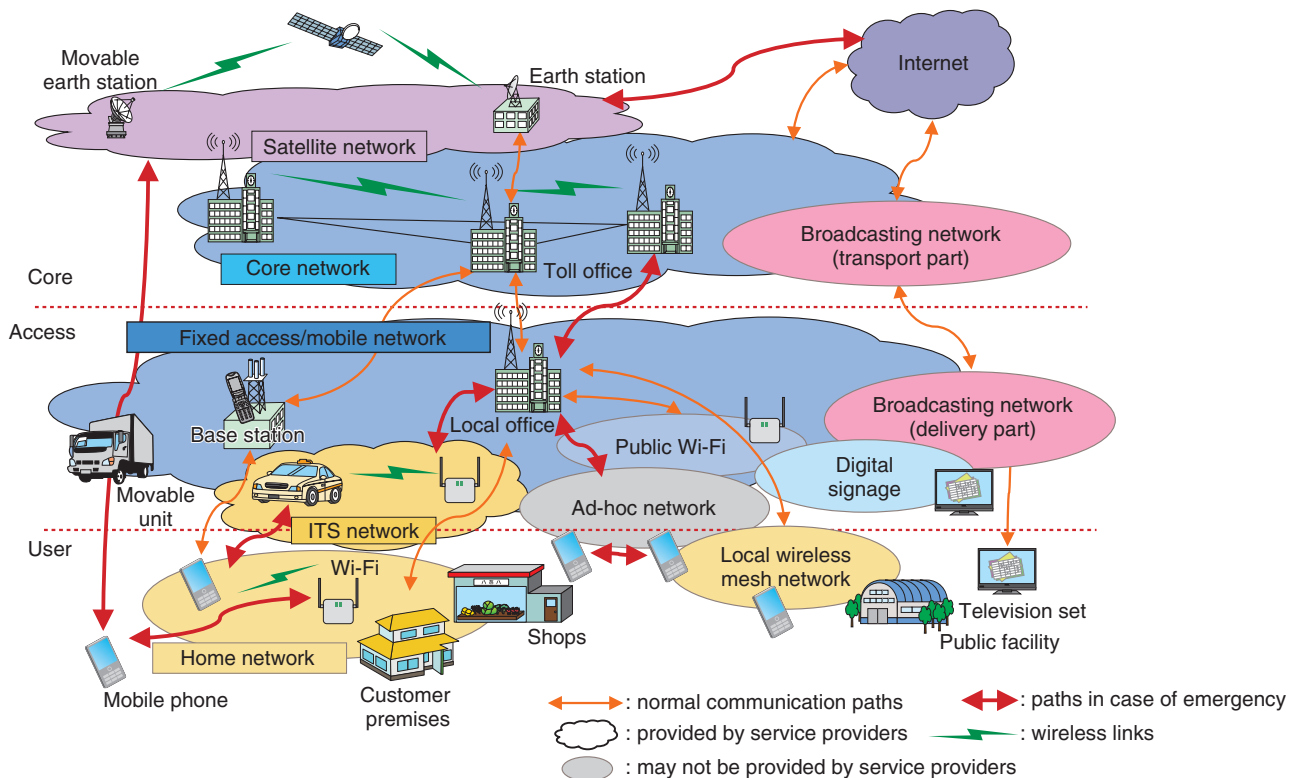 Movable
earth station
Earth station
Internet
Satellite network
Core network
Toll office
Broadcasting network
(transport part)
Core
Access
Fixed access/mobile network
Base station
Local office
Public Wi-Fi
Broadcasting network
(delivery part)
Digital
signage
Movable
unit
Ad-hoc network
ITS network
User
Wi-Fi
Local wireless
mesh network
Television set
Shops
Public facility
Home network
Mobile phone
Customer
premises
: normal communication paths
: paths in case of emergency
: provided by service providers
: wireless links
: may not be provided by service providers